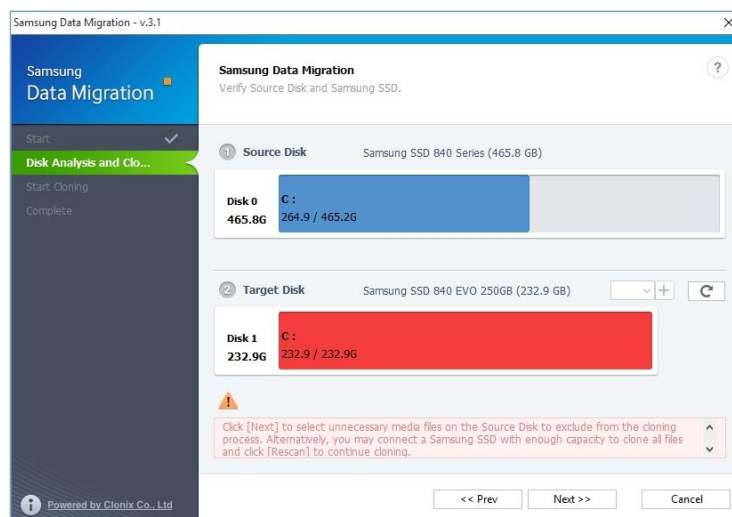 Samsung Data Migration - v.3.1
Samsung
Data Migration
Start
Disk Analysis and Clo...
Start Cloning
Complete
Powered by Clonix Co., Ltd
Samsung Data Migration
Verify Source Disk and Samsung SSD.
?
1 Source Disk Samsung SSD 840 Series (465.8 GB)
Disk 0
465.8G
C :
264.9 / 465.2G
2 Target Disk Samsung SSD 840 EVO 250GB (232.9 GB)
Disk 1
232.9G
C :
232.9 / 232.9G
Click [Next] to select unnecessary media files on the Source Disk to exclude from the cloning
process. Alternatively, you may connect a Samsung SSD with enough capacity to clone all files
and click [Rescan] to continue cloning.
<< Prev Next >> Cancel